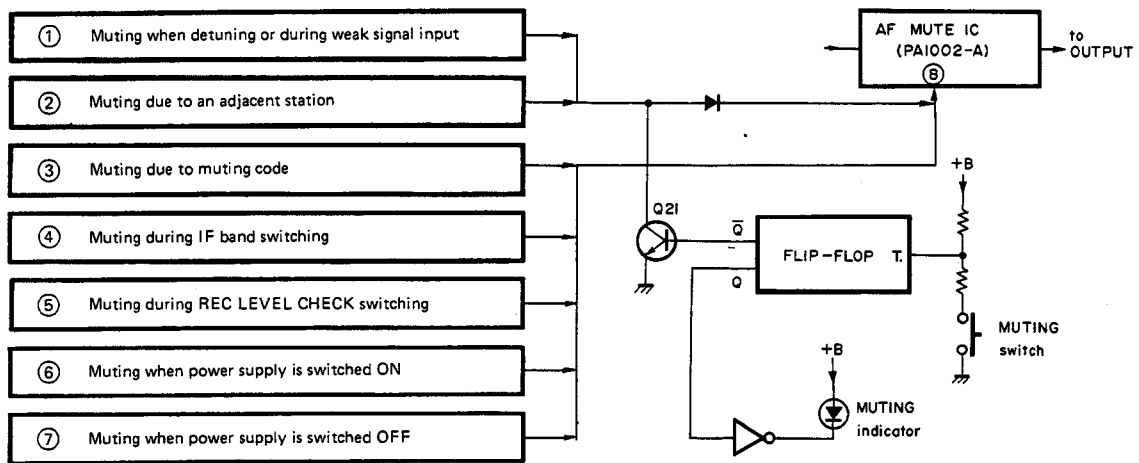 ① Muting when detuning or during weak signal input
② Muting due to an adjacent station
③ Muting due to muting code
④ Muting during IF band switching
⑤ Muting during REC LEVEL CHECK switching
⑥ Muting when power supply is switched ON
⑦ Muting when power supply is switched OFF
AF MUTE IC
(PA1002-A)
⑧
to
OUTPUT
+B
Q21
Q̅
Q
FLIP-FLOP T.
MUTING
switch
+B
MUTING
indicator